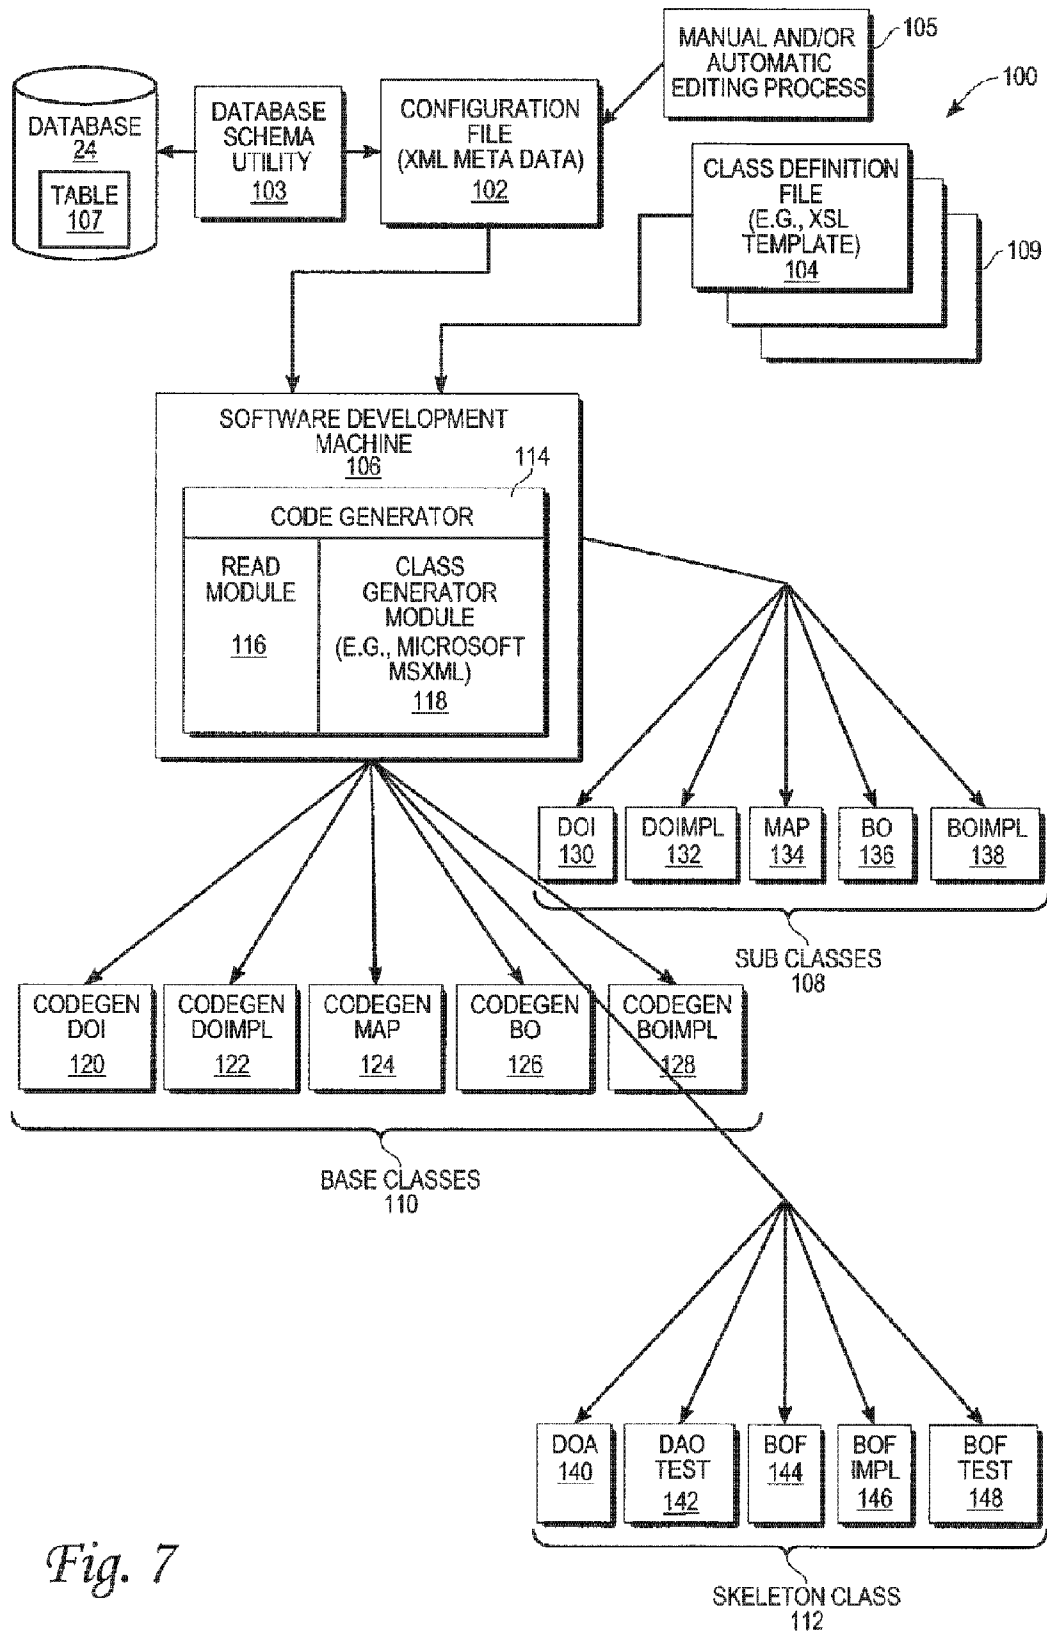 MANUAL AND/OR
AUTOMATIC
EDITING PROCESS
105
100
DATABASE
24
TABLE
107
DATABASE
SCHEMA
UTILITY
103
CONFIGURATION
FILE
(XML META DATA)
102
CLASS DEFINITION
FILE
(E.G., XSL
TEMPLATE)
104
109
SOFTWARE DEVELOPMENT
MACHINE
106
114
CODE GENERATOR
READ
MODULE
116
CLASS
GENERATOR
MODULE
(E.G., MICROSOFT
MSXML)
118
DOI
130
DOIMPL
132
MAP
134
BO
136
BOIMPL
138
SUB CLASSES
108
CODEGEN
DOI
120
CODEGEN
DOIMPL
122
CODEGEN
MAP
124
CODEGEN
BO
126
CODEGEN
BOIMPL
128
BASE CLASSES
110
DOA
140
DAO
TEST
142
BOF
144
BOF
IMPL
146
BOF
TEST
148
SKELETON CLASS
112
Fig. 7